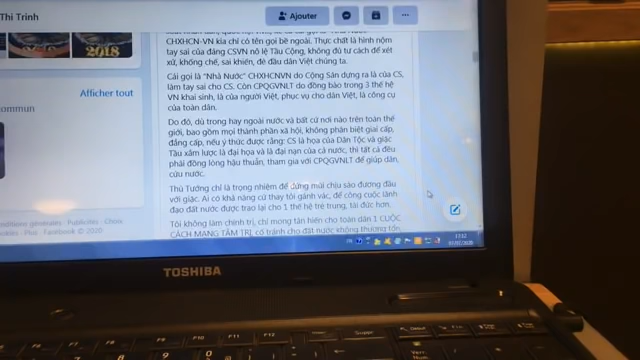 Thi Trinh
Ajouter
CHXHCN-VN kia chỉ có tên gọi bề ngoài. Thực chất là hình nộm
tay sai của đảng CSVN nô lệ Tàu Cộng, không đủ tư cách để xét
xử, khống chế, sai khiến, đè đầu dân Việt chúng ta.
2018
Afficher tout
commun
Cái gọi là "Nhà Nước" CHXHCNVN do Cộng Sản dựng ra là của CS,
làm tay sai cho CS. Còn CPQGVNLT do đồng bào trong 3 thế hệ
VN khai sinh, là của người Việt, phục vụ cho dân Việt, là công cụ
của toàn dân.
Do đó, dù trong hay ngoài nước và bất cứ nơi nào trên toàn thế
giới, bao gồm mọi thành phần xã hội, không phân biệt giai cấp,
đẳng cấp, nếu ý thức được rằng: CS là họa của Dân Tộc và giặc
Tàu xâm lược là đại họa và là đại nạn của cả nước, thì tất cả đều
phải đồng lòng hậu thuẫn, tham gia với CPQGVNLT để giúp dân,
cứu nước.
Thủ Tướng chỉ là trọng nhiệm để đứng mũi chịu sào đương đầu
với giặc. Ai có khả năng cứ thay tôi gánh vác, để công cuộc lãnh
đạo đất nước được trao lại cho 1 thế hệ trẻ trung, tài đức hơn.
Tôi không làm chính trị, chỉ mong tận hiến cho toàn dân 1 CUỘC
CÁCH MẠNG TÂM TRÍ, cố tránh cho đất nước không thương tổn,
générales · Publicités · Choix
Plus · Facebook © 2020
TOSHIBA